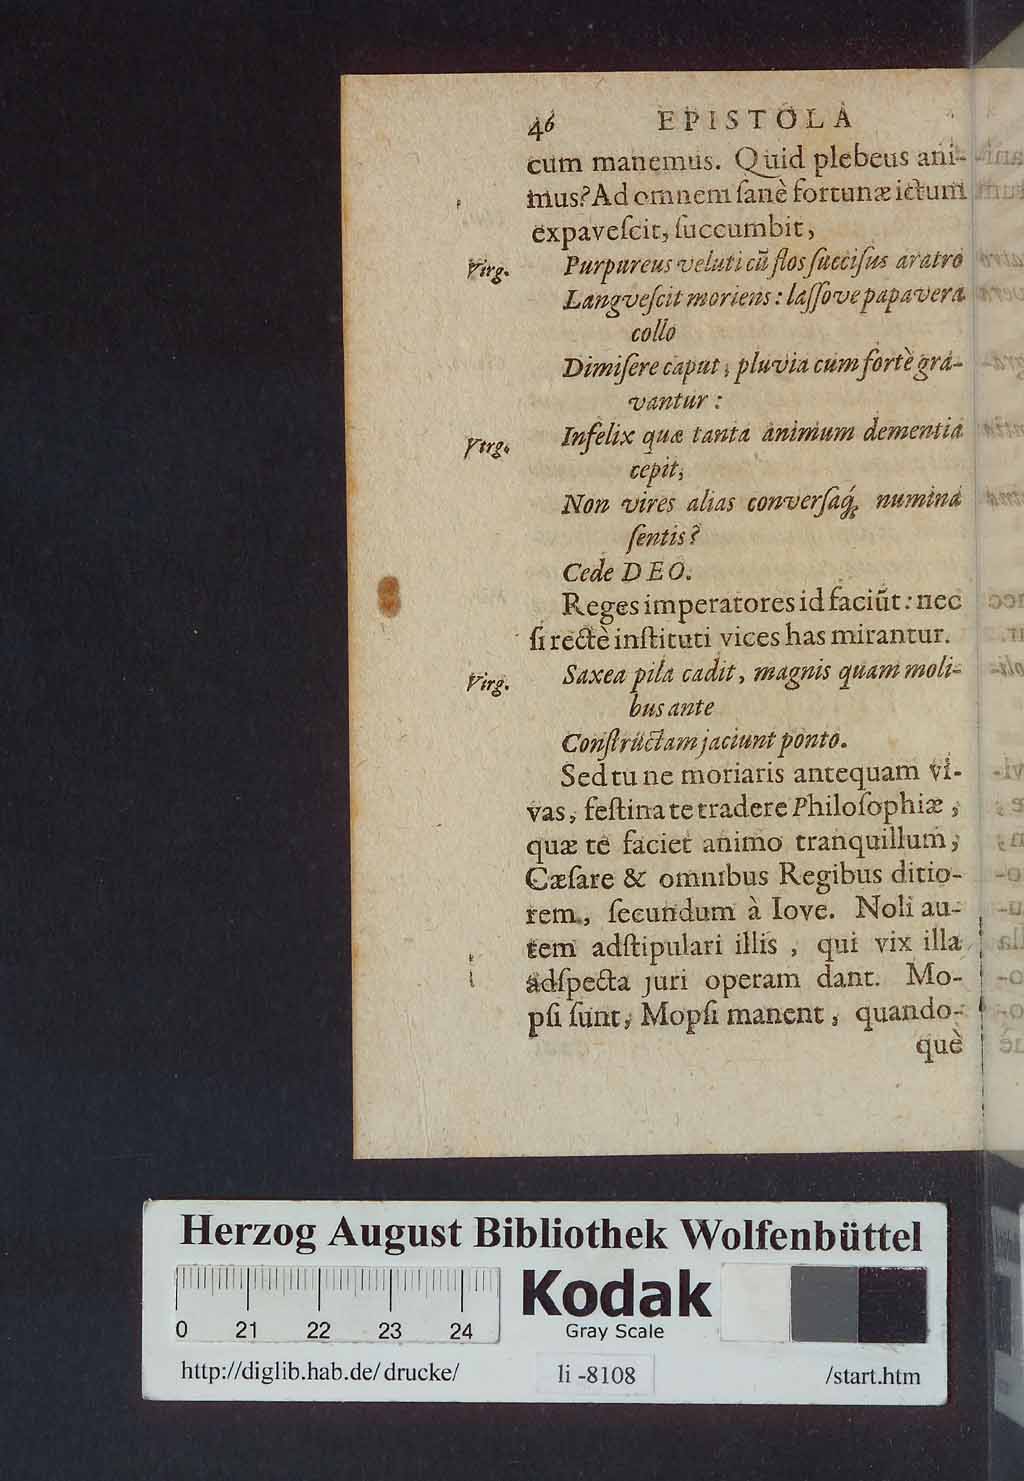 46 EPISTOLA
cum manemus. Quid plebeus ani-
mus? Ad omnem ſanè fortunæ ictum
expaveſcit, ſuccumbit,
Virg. Purpureus veluti cū flos ſucciſus aratro
Langveſcit moriens: laſſove papavera
collo
Dimiſere caput, pluvia cum fortè gra-
vantur:
Virg. Infelix quæ tanta animum dementia
cepit,
Non vires alias converſaq́ꝫ numina
ſentis?
Cede DEO.
Reges imperatores id faciūt: nec
ſi rectè inſtituti vices has mirantur.
Virg. Saxea pila cadit, magnis quam moli-
bus ante
Conſtructam jaciunt ponto.
Sed tu ne moriaris antequam vi-
vas, feſtina te tradere Philoſophiæ,
quæ te faciet animo tranquillum,
Cæſare & omnibus Regibus ditio-
rem, ſecundum à Iove. Noli au-
tem adſtipulari illis, qui vix illa
adſpecta juri operam dant. Mo-
pſi ſunt, Mopſi manent, quando-
què
Herzog August Bibliothek Wolfenbüttel
0 21 22 23 24
Kodak
Gray Scale
http://diglib.hab.de/drucke/ li -8108 /start.htm